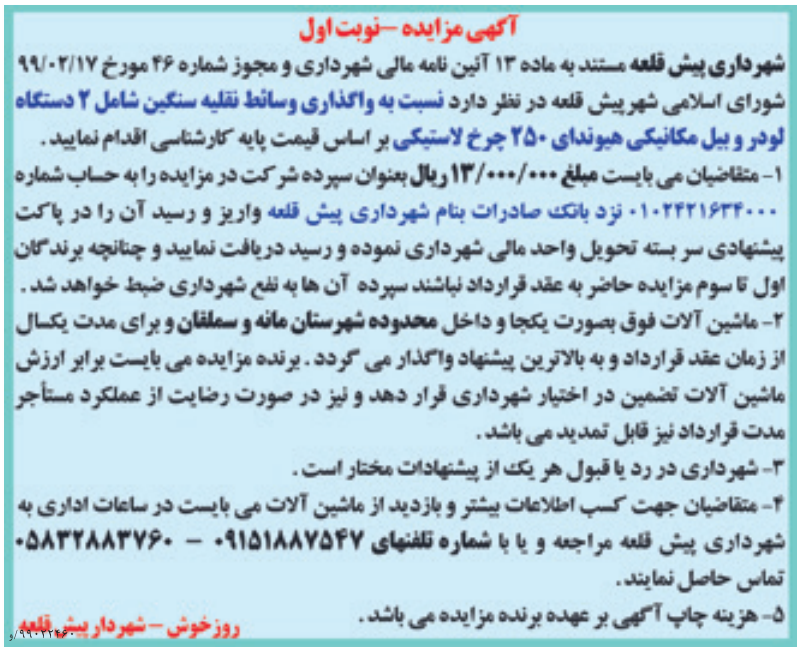 آگهی مزایده –نوبت اول
شهرداری پیش قلعه مستند به ماده ۱۳ آئین نامه مالی شهرداری و مجوز شماره ۴۶ مورخ ۹۹/۰۲/۱۷
شورای اسلامی شهرپیش قلعه در نظر دارد نسبت به واگذاری وسائط نقلیه سنگین شامل ۲ دستگاه
لودر و بیل مکانیکی هیوندای ۲۵۰ چرخ لاستیکی بر اساس قیمت پایه کارشناسی اقدام نمایید .
۱- متقاضیان می بایست مبلغ ۱۳/۰۰۰/۰۰۰ ریال بعنوان سپرده شرکت در مزایده را به حساب شماره
۰۱۰۲۴۲۱۶۳۴۰۰۰ نزد بانک صادرات بنام شهرداری پیش قلعه واریز و رسید آن را در پاکت
پیشنهادی سر بسته تحویل واحد مالی شهرداری نموده و رسید دریافت نمایید و چنانچه برندگان
اول تا سوم مزایده حاضر به عقد قرارداد نباشند سپرده آن ها به نفع شهرداری ضبط خواهد شد .
۲- ماشین آلات فوق بصورت یکجا و داخل محدوده شهرستان مانه و سملقان و برای مدت یکسال
از زمان عقد قرارداد و به بالاترین پیشنهاد واگذار می گردد . برنده مزایده می بایست برابر ارزش
ماشین آلات تضمین در اختیار شهرداری قرار دهد و نیز در صورت رضایت از عملکرد مستأجر
مدت قرارداد نیز قابل تمدید می باشد .
۳- شهرداری در رد یا قبول هر یک از پیشنهادات مختار است .
۴- متقاضیان جهت کسب اطلاعات بیشتر و بازدید از ماشین آلات می بایست در ساعات اداری به
شهرداری پیش قلعه مراجعه و یا با شماره تلفنهای ۰۹۱۵۱۸۸۷۵۴۷ – ۰۵۸۳۲۸۸۳۷۶۰
تماس حاصل نمایند .
۵- هزینه چاپ آگهی بر عهده برنده مزایده می باشد .
روزخوش – شهردار پیش قلعه
۹۹۰۲۲۴۶۰/و